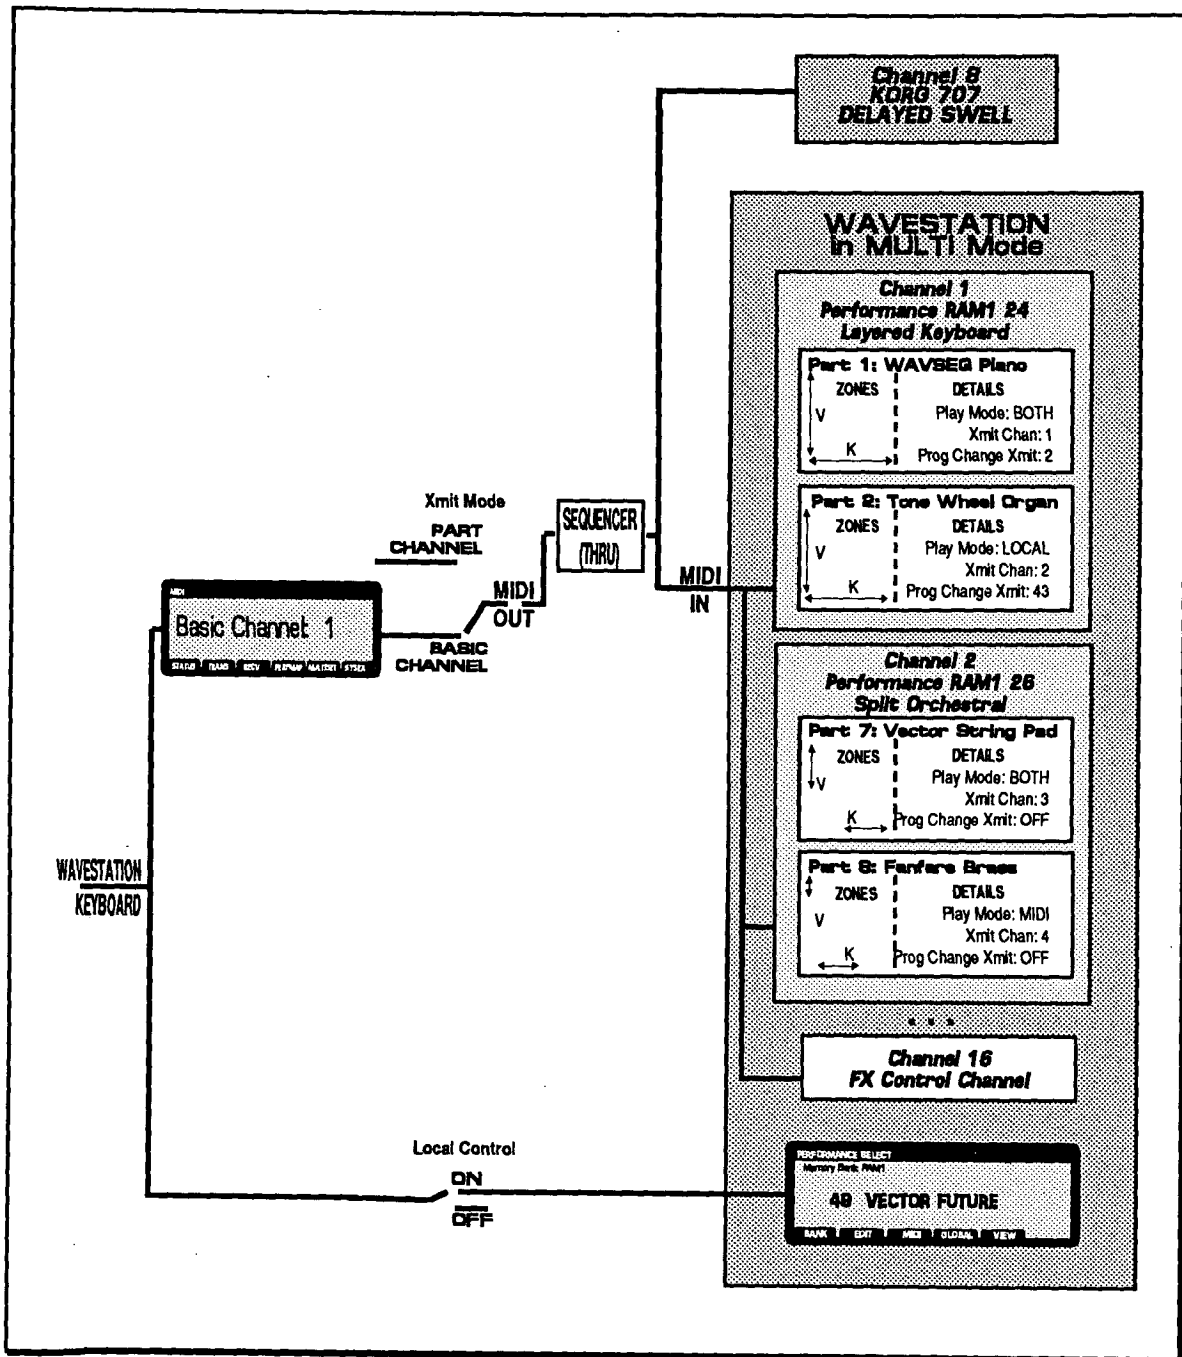 Channel 8
KORG 707
DELAYED SWELL
WAVESTATION
in MULTI Mode
Channel 1
Performance RAM1 24
Layered Keyboard
Part 1: WAVSEQ Piano
ZONES
DETAILS
V
Play Mode: BOTH
Xmit Chan: 1
K
Prog Change Xmit: 2
Part 2: Tone Wheel Organ
ZONES
DETAILS
V
Play Mode: LOCAL
Xmit Chan: 2
K
Prog Change Xmit: 43
Xmit Mode
PART
CHANNEL
SEQUENCER
(THRU)
MIDI
IN
MIDI
OUT
MIDI
Basic Channel: 1
STATUS
BASIC
CHANNEL
Channel 2
Performance RAM1 26
Split Orchestral
Part 7: Vector String Pad
ZONES
DETAILS
V
Play Mode: BOTH
Xmit Chan: 3
K
Prog Change Xmit: OFF
Part 8: Fanfare Brass
ZONES
DETAILS
V
Play Mode: MIDI
Xmit Chan: 4
K
Prog Change Xmit: OFF
WAVESTATION
KEYBOARD
. . .
Channel 16
FX Control Channel
Local Control
ON
OFF
PERFORMANCE SELECT
Memory Bank: RAM1
49 VECTOR FUTURE
BANK EDIT MIDI GLOBAL VIEW